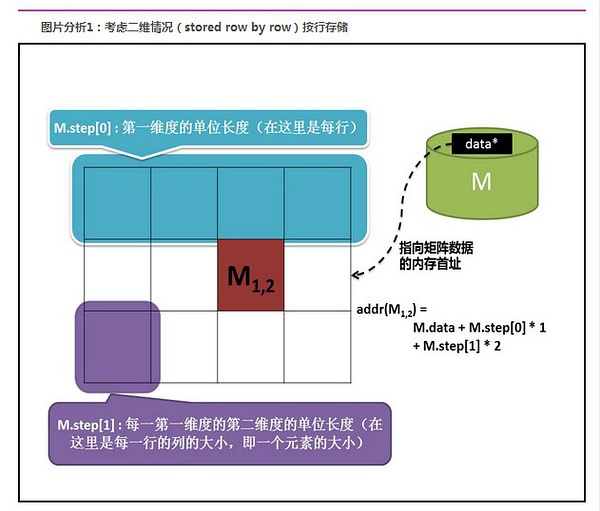 图片分析1：考虑二维情况（stored row by row）按行存储
M.step[0] : 第一维度的单位长度（在这里是每行）
data*
M
指向矩阵数据
的内存首址
M1,2
addr(M1,2) =
M.data + M.step[0] * 1
+ M.step[1] * 2
M.step[1] : 每一第一维度的第二维度的单位长度（在
这里是每一行的列的大小，即一个元素的大小）